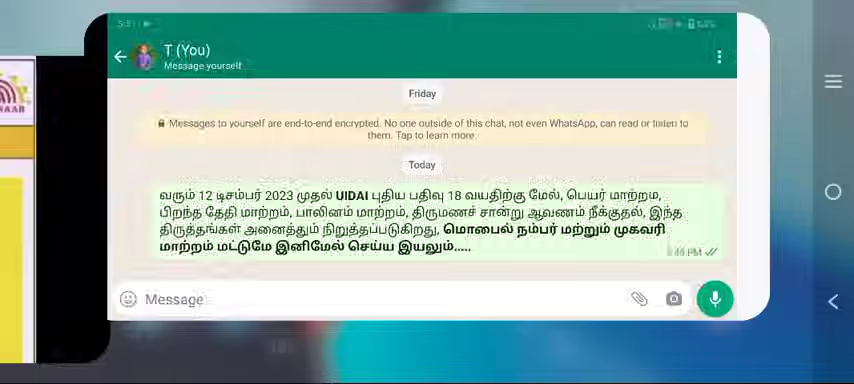 T (You)
Message yourself
Friday
Messages to yourself are end-to-end encrypted. No one outside of this chat, not even WhatsApp, can read or listen to
them. Tap to learn more
Today
வரும் 12 டிசம்பர் 2023 முதல் UIDAI புதிய பதிவு 18 வயதிற்கு மேல், பெயர் மாற்றம,
பிறந்த தேதி மாற்றம், பாலினம் மாற்றம், திருமணச் சான்று ஆவணம் நீக்குதல், இந்த
திருத்தங்கள் அனைத்தும் நிறுத்தப்படுகிறது, மொபைல் நம்பர் மற்றும் முகவரி
மாற்றம் மட்டுமே இனிமேல் செய்ய இயலும்.....
PM
Message